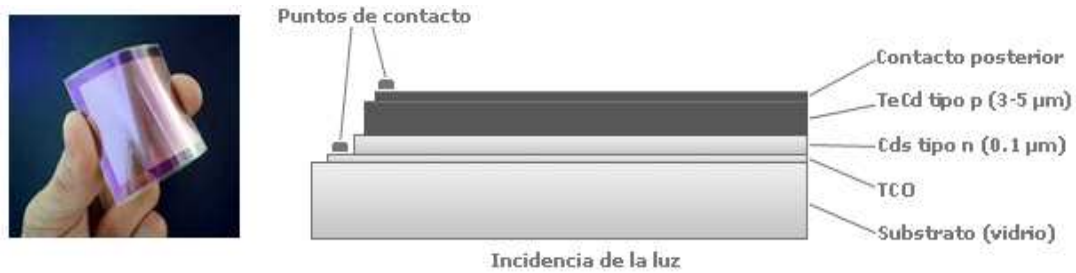 Puntos de contacto
Contacto posterior
TeCd tipo p (3-5 µm)
Cds tipo n (0.1 µm)
TCO
Substrato (vidrio)
Incidencia de la luz